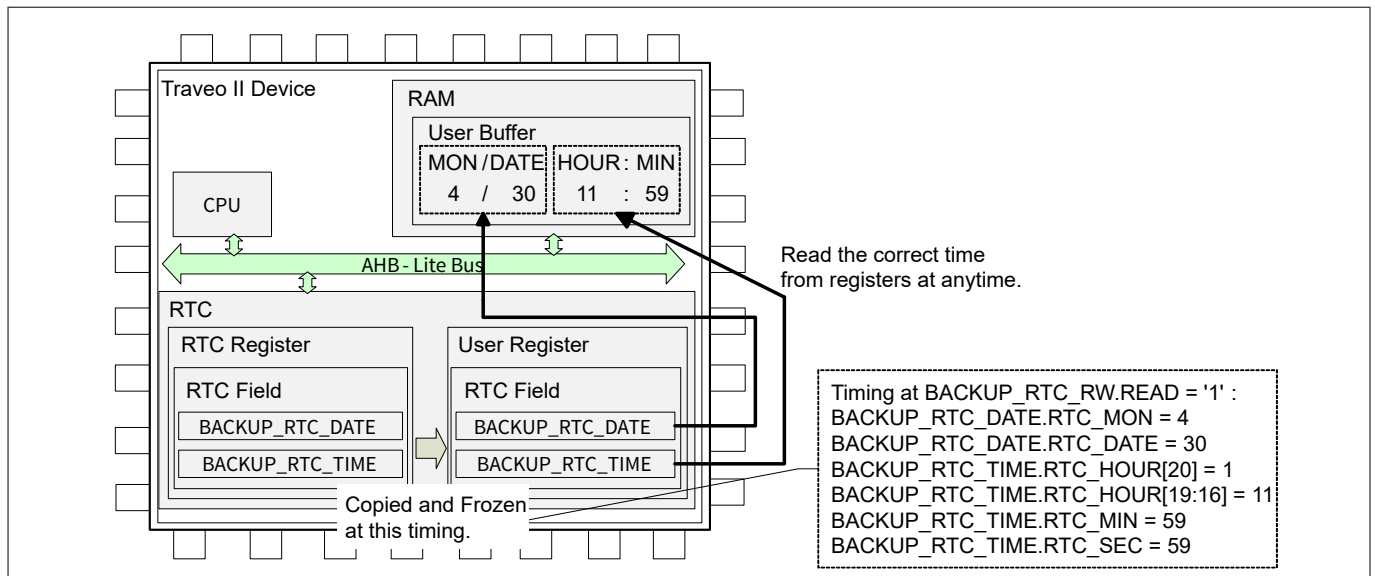 Traveo II Device
RAM
User Buffer
MON / DATE HOUR : MIN
4 / 30 11 : 59
CPU
AHB - Lite Bus
Read the correct time
from registers at anytime.
RTC
RTC Register
User Register
RTC Field
RTC Field
BACKUP_RTC_DATE
BACKUP_RTC_DATE
BACKUP_RTC_TIME
BACKUP_RTC_TIME
Copied and Frozen
at this timing.
Timing at BACKUP_RTC_RW.READ = '1' :
BACKUP_RTC_DATE.RTC_MON = 4
BACKUP_RTC_DATE.RTC_DATE = 30
BACKUP_RTC_TIME.RTC_HOUR[20] = 1
BACKUP_RTC_TIME.RTC_HOUR[19:16] = 11
BACKUP_RTC_TIME.RTC_MIN = 59
BACKUP_RTC_TIME.RTC_SEC = 59